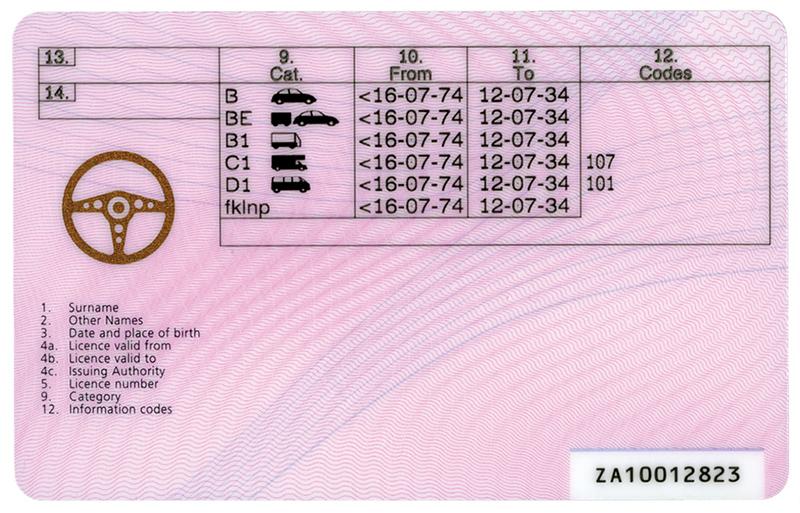 13.
9.
Cat.
10.
From
11.
To
12.
Codes
14.
B <16-07-74 12-07-34
BE <16-07-74 12-07-34
B1 <16-07-74 12-07-34
C1 <16-07-74 12-07-34 107
D1 <16-07-74 12-07-34 101
fklnp <16-07-74 12-07-34
1. Surname
2. Other Names
3. Date and place of birth
4a. Licence valid from
4b. Licence valid to
4c. Issuing Authority
5. Licence number
9. Category
12. Information codes
ZA10012823